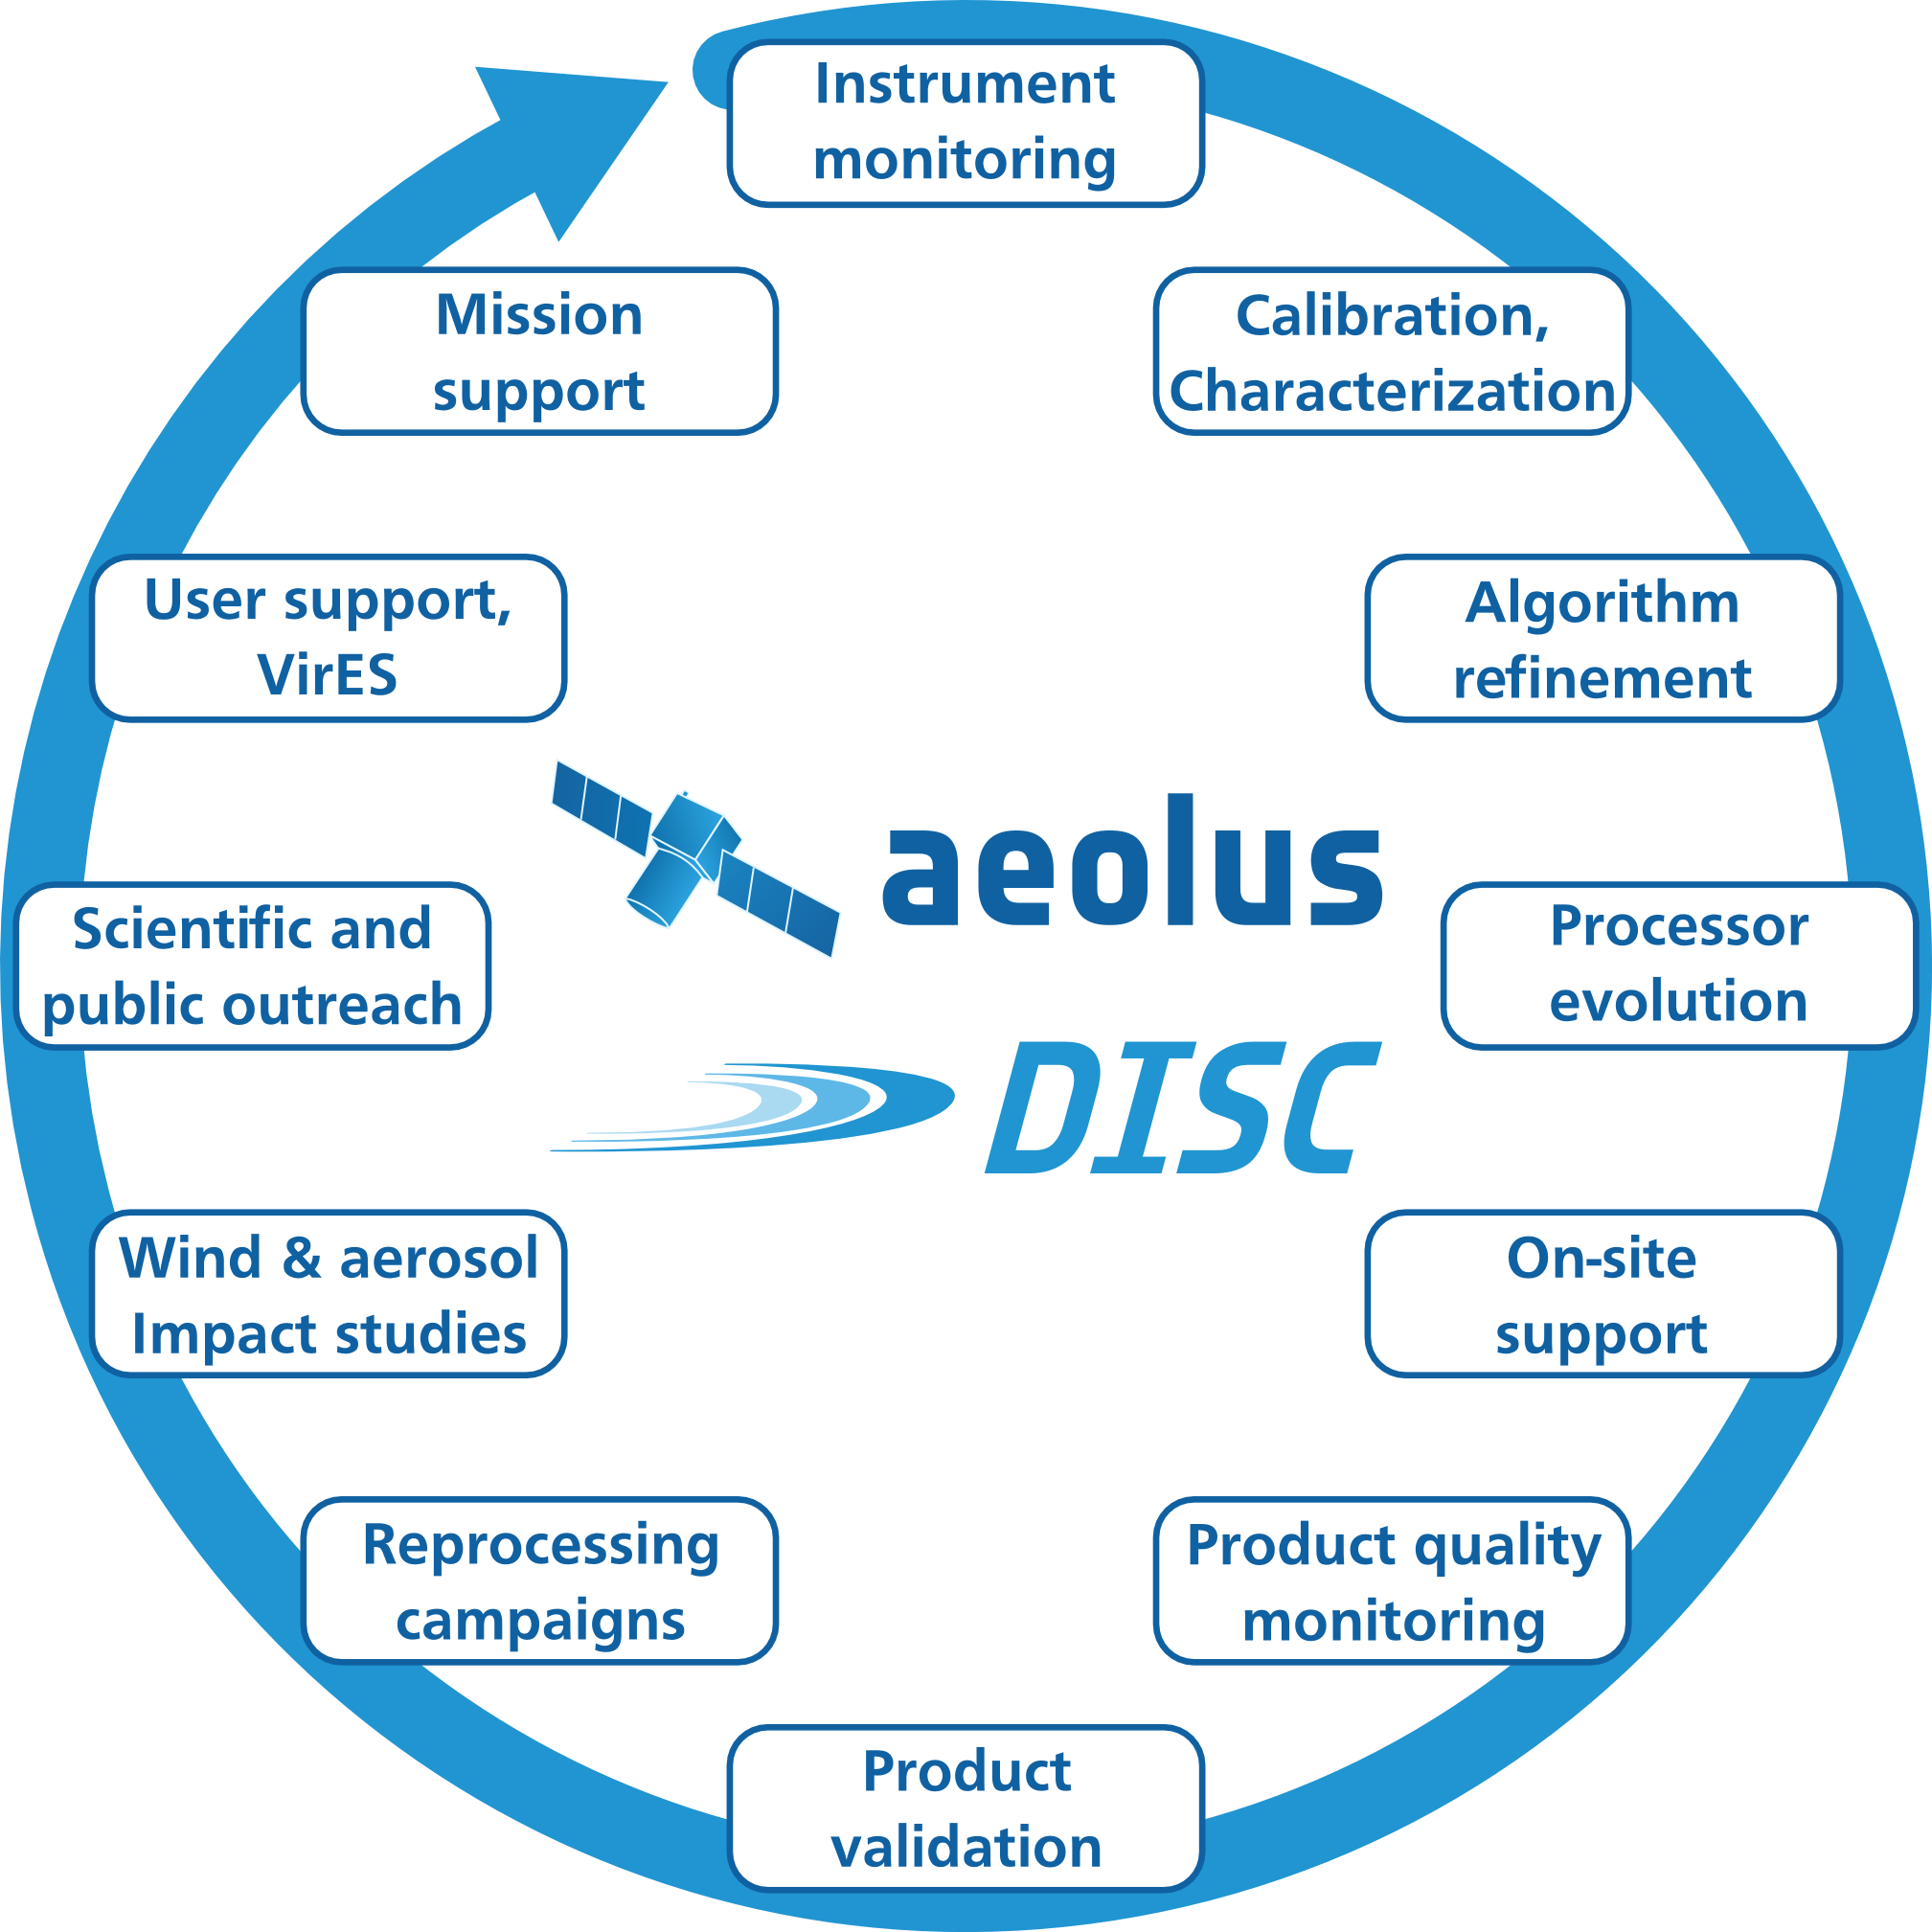 Instrument
monitoring
Calibration,
Characterization
Algorithm
refinement
Processor
evolution
On-site
support
Product quality
monitoring
Product
validation
Reprocessing
campaigns
Wind & aerosol
Impact studies
Scientific and
public outreach
User support,
VirES
Mission
support
aeolus
DISC